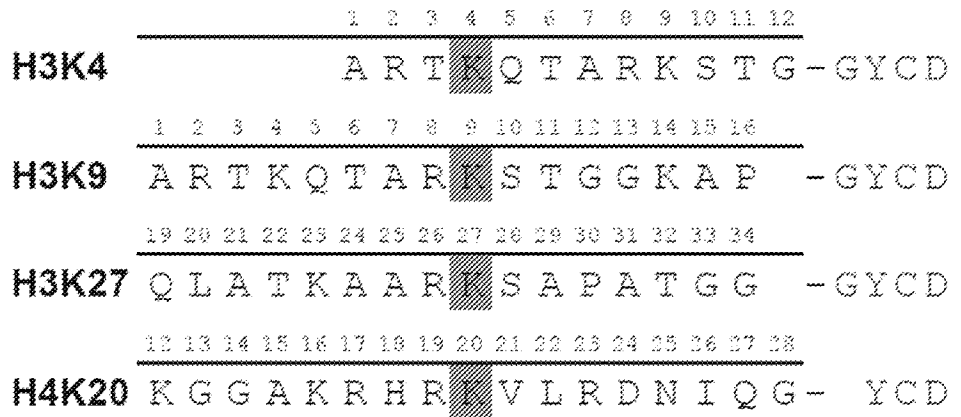 1 2 3 4 5 6 7 8 9 10 11 12
H3K4 A R T K Q T A R K S T G - G Y C D
1 2 3 4 5 6 7 8 9 10 11 12 13 14 15 16
H3K9 A R T K Q T A R K S T G G K A P - G Y C D
19 20 21 22 23 24 25 26 27 28 29 30 31 32 33 34
H3K27 Q L A T K A A R K S A P A T G G - G Y C D
12 13 14 15 16 17 18 19 20 21 22 23 24 25 26 27 28
H4K20 K G G A K R H R K V L R D N I Q G - Y C D